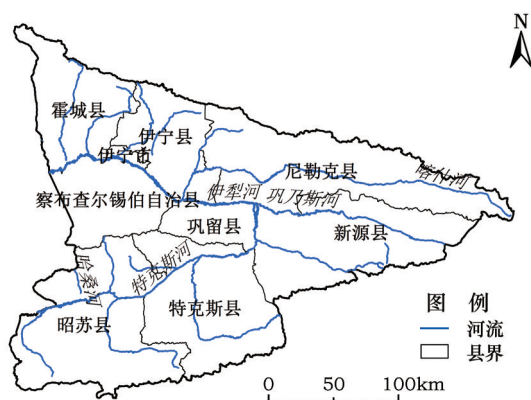 N
霍城县
伊宁县
伊宁市
尼勒克县
喀什河
察布查尔锡伯自治县
伊犁河
巩乃斯河
巩留县
新源县
哈桑河
特克斯河
特克斯县
昭苏县
图 例
河流
县界
0 50 100km